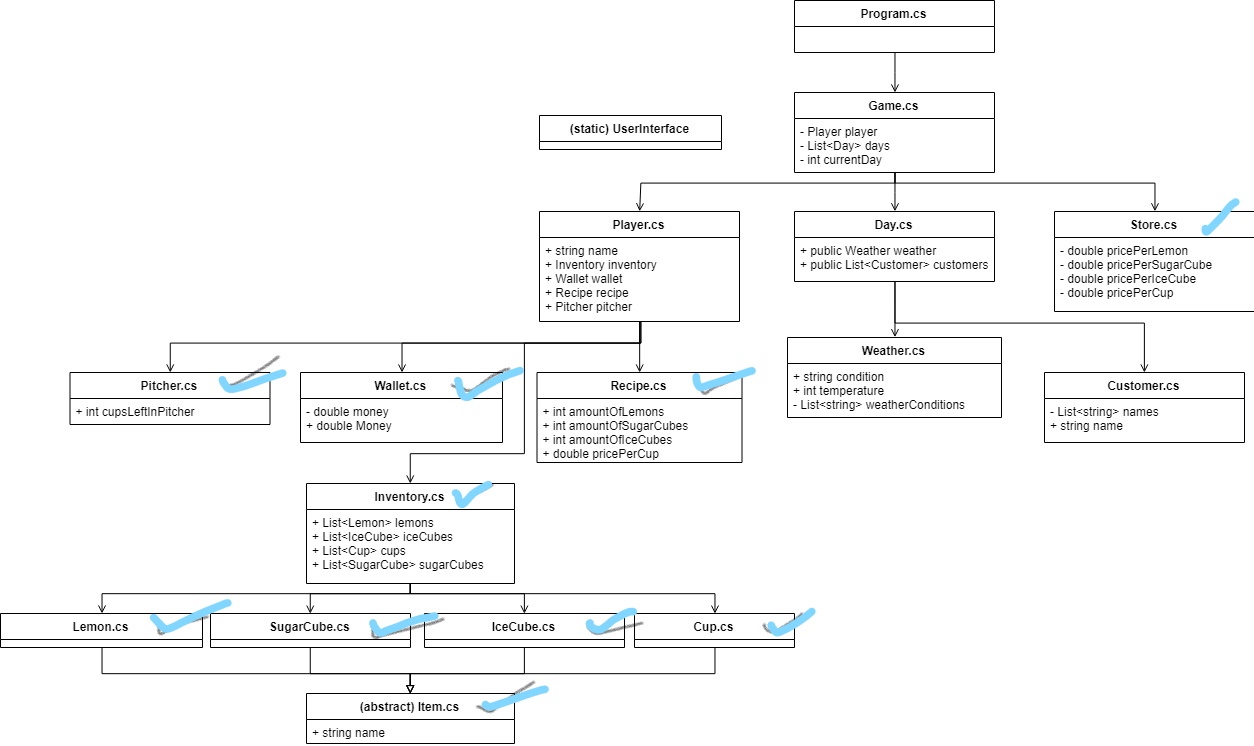 Program.cs
Game.cs
- Player player
- List<Day> days
- int currentDay
(static) UserInterface
Player.cs
+ string name
+ Inventory inventory
+ Wallet wallet
+ Recipe recipe
+ Pitcher pitcher
Day.cs
+ public Weather weather
+ public List<Customer> customers
Store.cs
- double pricePerLemon
- double pricePerSugarCube
- double pricePerIceCube
- double pricePerCup
Weather.cs
+ string condition
+ int temperature
- List<string> weatherConditions
Customer.cs
- List<string> names
+ string name
Pitcher.cs
+ int cupsLeftInPitcher
Wallet.cs
- double money
+ double Money
Recipe.cs
+ int amountOfLemons
+ int amountOfSugarCubes
+ int amountOfIceCubes
+ double pricePerCup
Inventory.cs
+ List<Lemon> lemons
+ List<IceCube> iceCubes
+ List<Cup> cups
+ List<SugarCube> sugarCubes
Lemon.cs
SugarCube.cs
IceCube.cs
Cup.cs
(abstract) Item.cs
+ string name